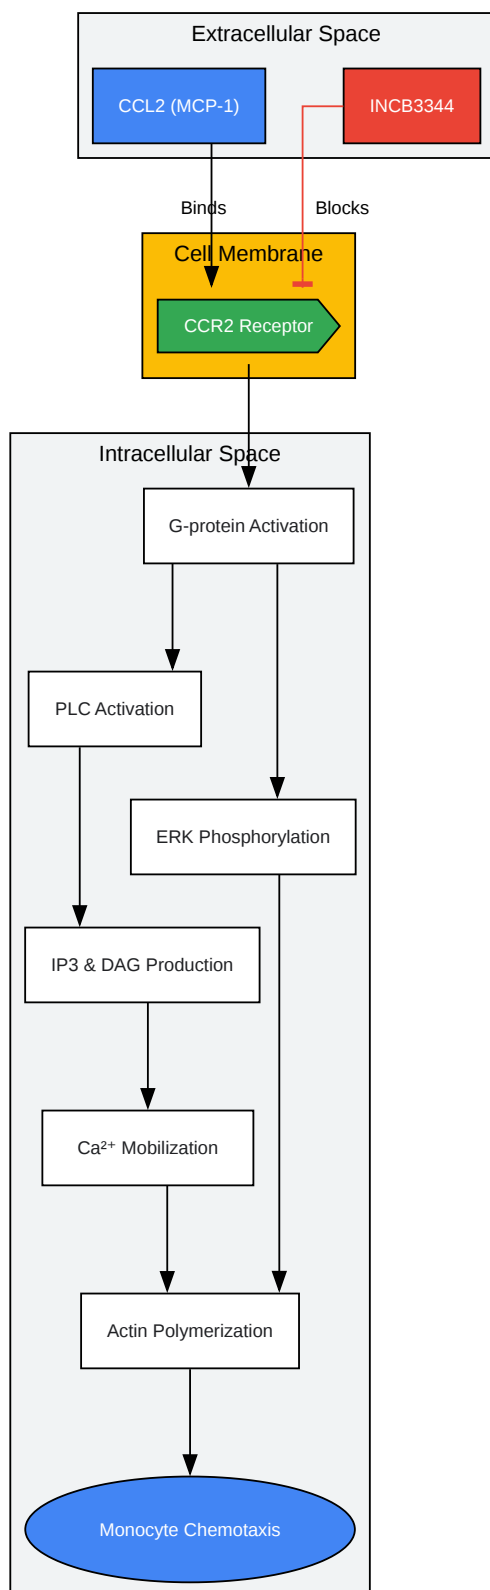 Extracellular Space
CCL2 (MCP-1)
INCB3344
Binds
Blocks
Cell Membrane
CCR2 Receptor
Intracellular Space
G-protein Activation
PLC Activation
ERK Phosphorylation
IP3 & DAG Production
Ca²⁺ Mobilization
Actin Polymerization
Monocyte Chemotaxis